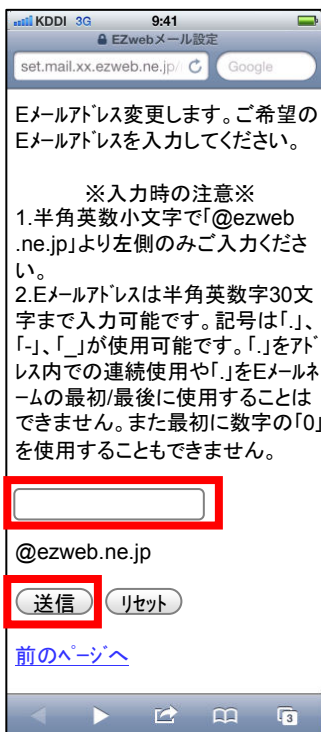 KDDI 3G 9:41
EZwebメール設定
set.mail.xx.ezweb.ne.jp/ Google
Eﾒｰﾙｱﾄﾞﾚｽ変更します。ご希望の
Eﾒｰﾙｱﾄﾞﾚｽを入力してください。
※入力時の注意※
1.半角英数小文字で｢@ezweb
.ne.jp｣より左側のみご入力くださ
い。
2.Eﾒｰﾙｱﾄﾞﾚｽは半角英数字30文
字まで入力可能です。記号は｢.｣、
｢-｣、｢_｣が使用可能です。｢.｣をｱﾄﾞ
ﾚｽ内での連続使用や｢.｣をEﾒｰﾙﾈ
ｰﾑの最初/最後に使用することは
できません。また最初に数字の｢0｣
を使用することもできません。
@ezweb.ne.jp
送信 ﾘｾｯﾄ
前のﾍﾟｰｼﾞへ
3